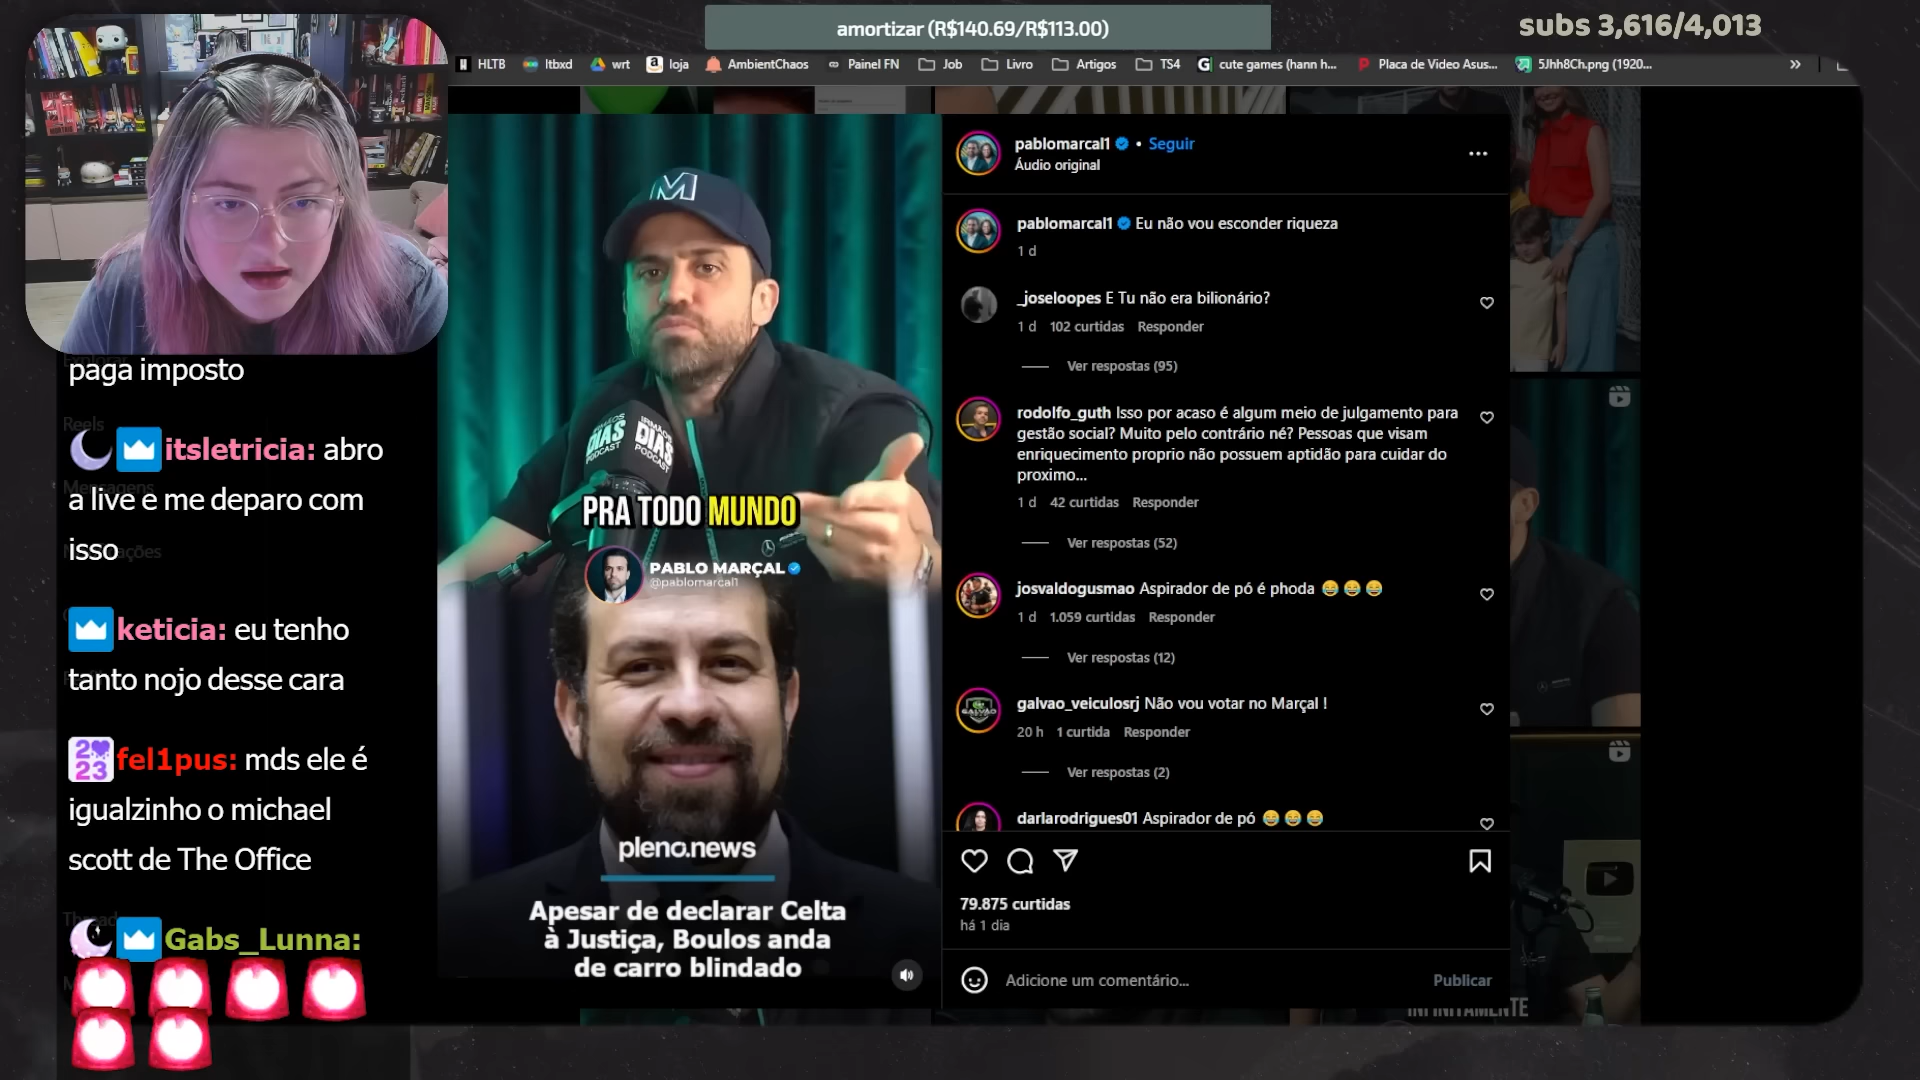 amortizar (R$140.69/R$113.00)
subs 3,616/4,013
HLTB
ltbxd
wrt
loja
AmbientChaos
Painel FN
Job
Livro
Artigos
TS4
cute games (hann h...
Placa de Video Asus...
5Jhh8Ch.png (1920...
»
paga imposto
Reels
itsletricia: abro
a live e me deparo com
isso
keticia: eu tenho
tanto nojo desse cara
2023
fel1pus: mds ele é
igualzinho o michael
scott de The Office
Gabs_Lunna:
M
IRMÃOS DIAS PODCAST
IRMÃOS DIAS PODCAST
PRA TODO MUNDO
PABLO MARÇAL
@pablomarcal1
pleno.news
Apesar de declarar Celta
à Justiça, Boulos anda
de carro blindado
pablomarcal1 • Seguir
Áudio original
pablomarcal1 Eu não vou esconder riqueza
1 d
_joseloopes E Tu não era bilionário?
1 d 102 curtidas Responder
Ver respostas (95)
rodolfo_guth Isso por acaso é algum meio de julgamento para
gestão social? Muito pelo contrário né? Pessoas que visam
enriquecimento proprio não possuem aptidão para cuidar do
proximo...
1 d 42 curtidas Responder
Ver respostas (52)
josvaldogusmao Aspirador de pó é phoda 😂😂😂
1 d 1.059 curtidas Responder
Ver respostas (12)
galvao_veiculosrj Não vou votar no Marçal !
20 h 1 curtida Responder
Ver respostas (2)
darlarodrigues01 Aspirador de pó 😂😂😂
79.875 curtidas
há 1 dia
Adicione um comentário...
Publicar
INFINITAMENTE